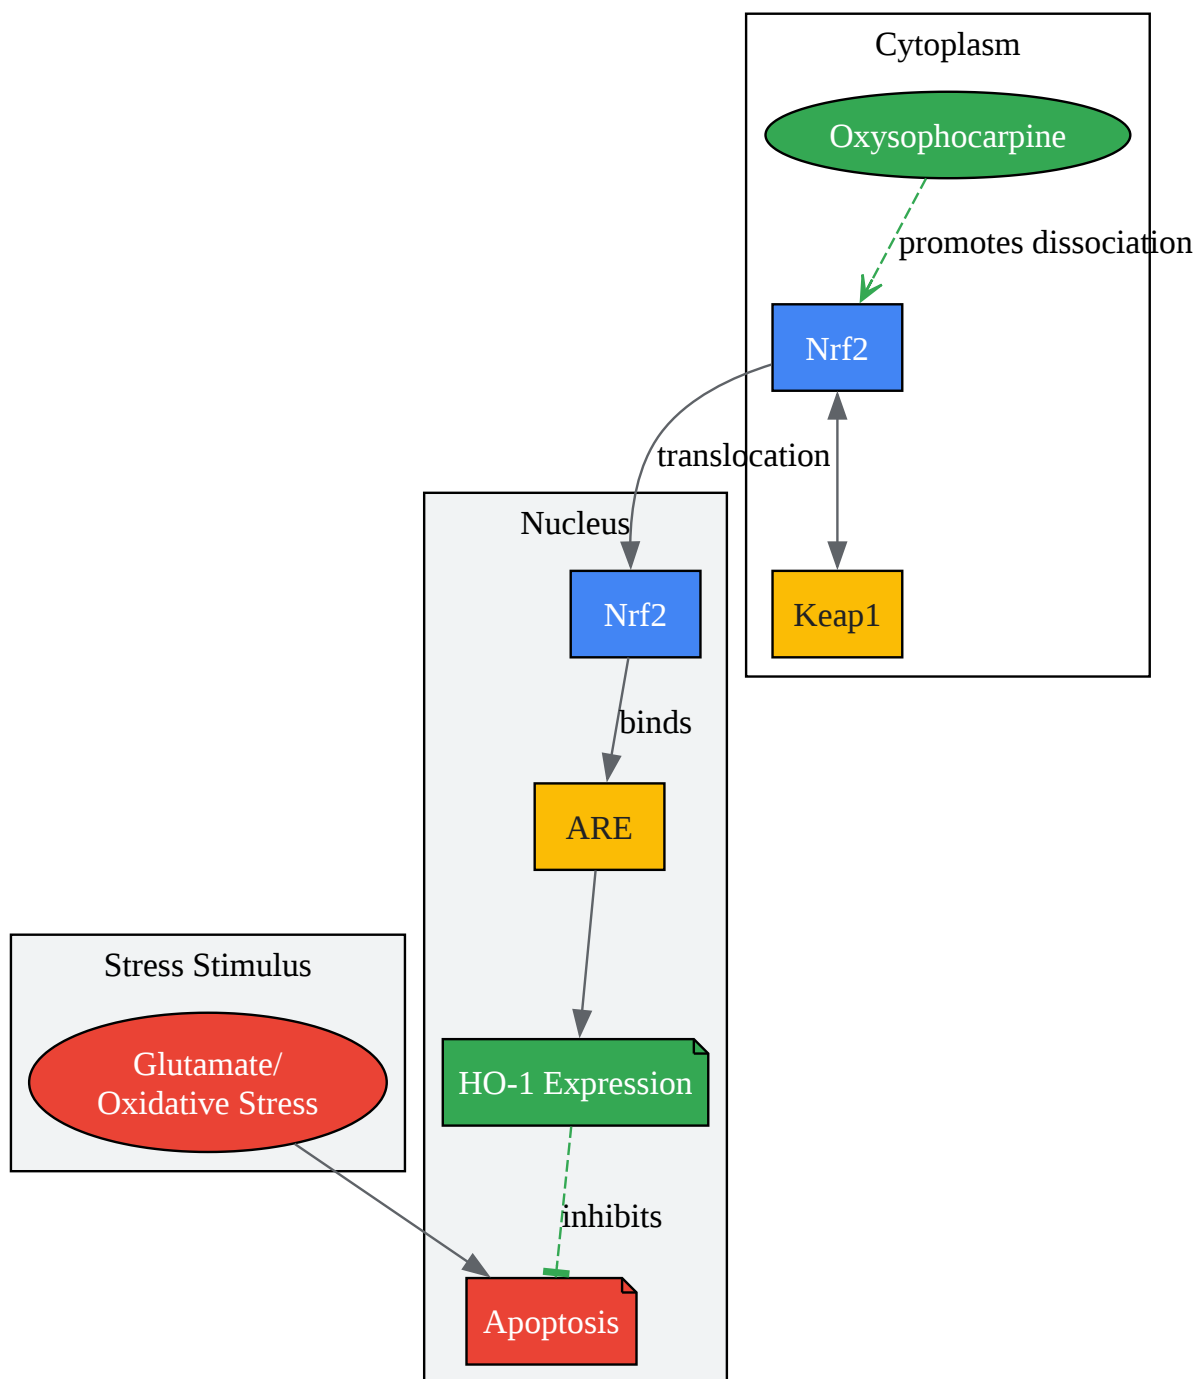 Cytoplasm
Oxysophocarpine
promotes dissociation
Nrf2
translocation
Nucleus
Nrf2
Keap1
binds
ARE
Stress Stimulus
Glutamate/
Oxidative Stress
HO-1 Expression
inhibits
Apoptosis